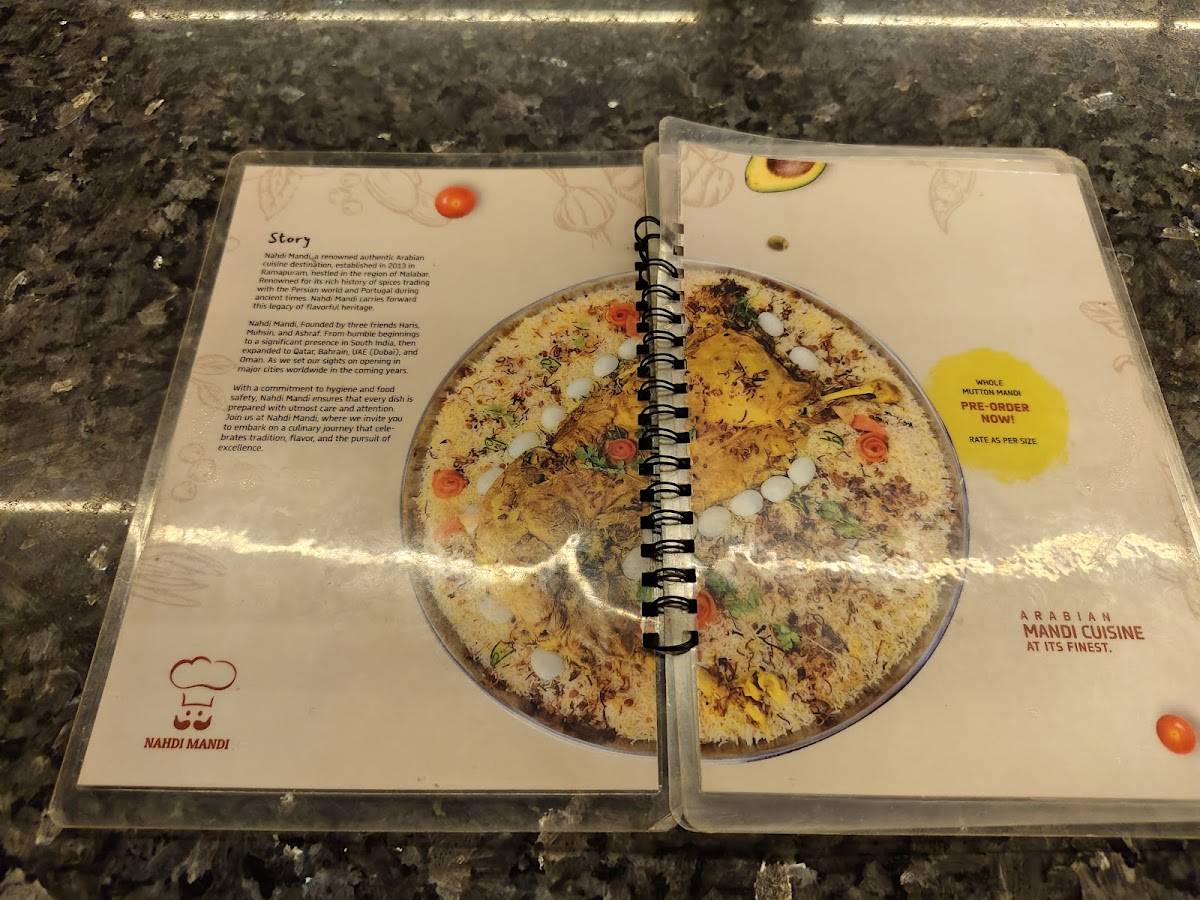 Story
Nahdi Mandi, a renowned authentic Arabian
cuisine destination, established in 2013 in
Ramapuram, nestled in the region of Malabar.
Renowned for its rich history of spices trading
with the Persian world and Portugal during
ancient times. Nahdi Mandi carries forward
this legacy of flavorful heritage.
Nahdi Mandi, Founded by three friends Haris,
Muhsin, and Ashraf. From humble beginnings
to a significant presence in South India, then
expanded to Qatar, Bahrain, UAE (Dubai), and
Oman. As we set our sights on opening in
major cities worldwide in the coming years.
With a commitment to hygiene and food
safety, Nahdi Mandi ensures that every dish is
prepared with utmost care and attention.
Join us at Nahdi Mandi, where we invite you
to embark on a culinary journey that cele-
brates tradition, flavor, and the pursuit of
excellence.
NAHDI MANDI
WHOLE
MUTTON MANDI
PRE-ORDER
NOW!
RATE AS PER SIZE
ARABIAN
MANDI CUISINE
AT ITS FINEST.